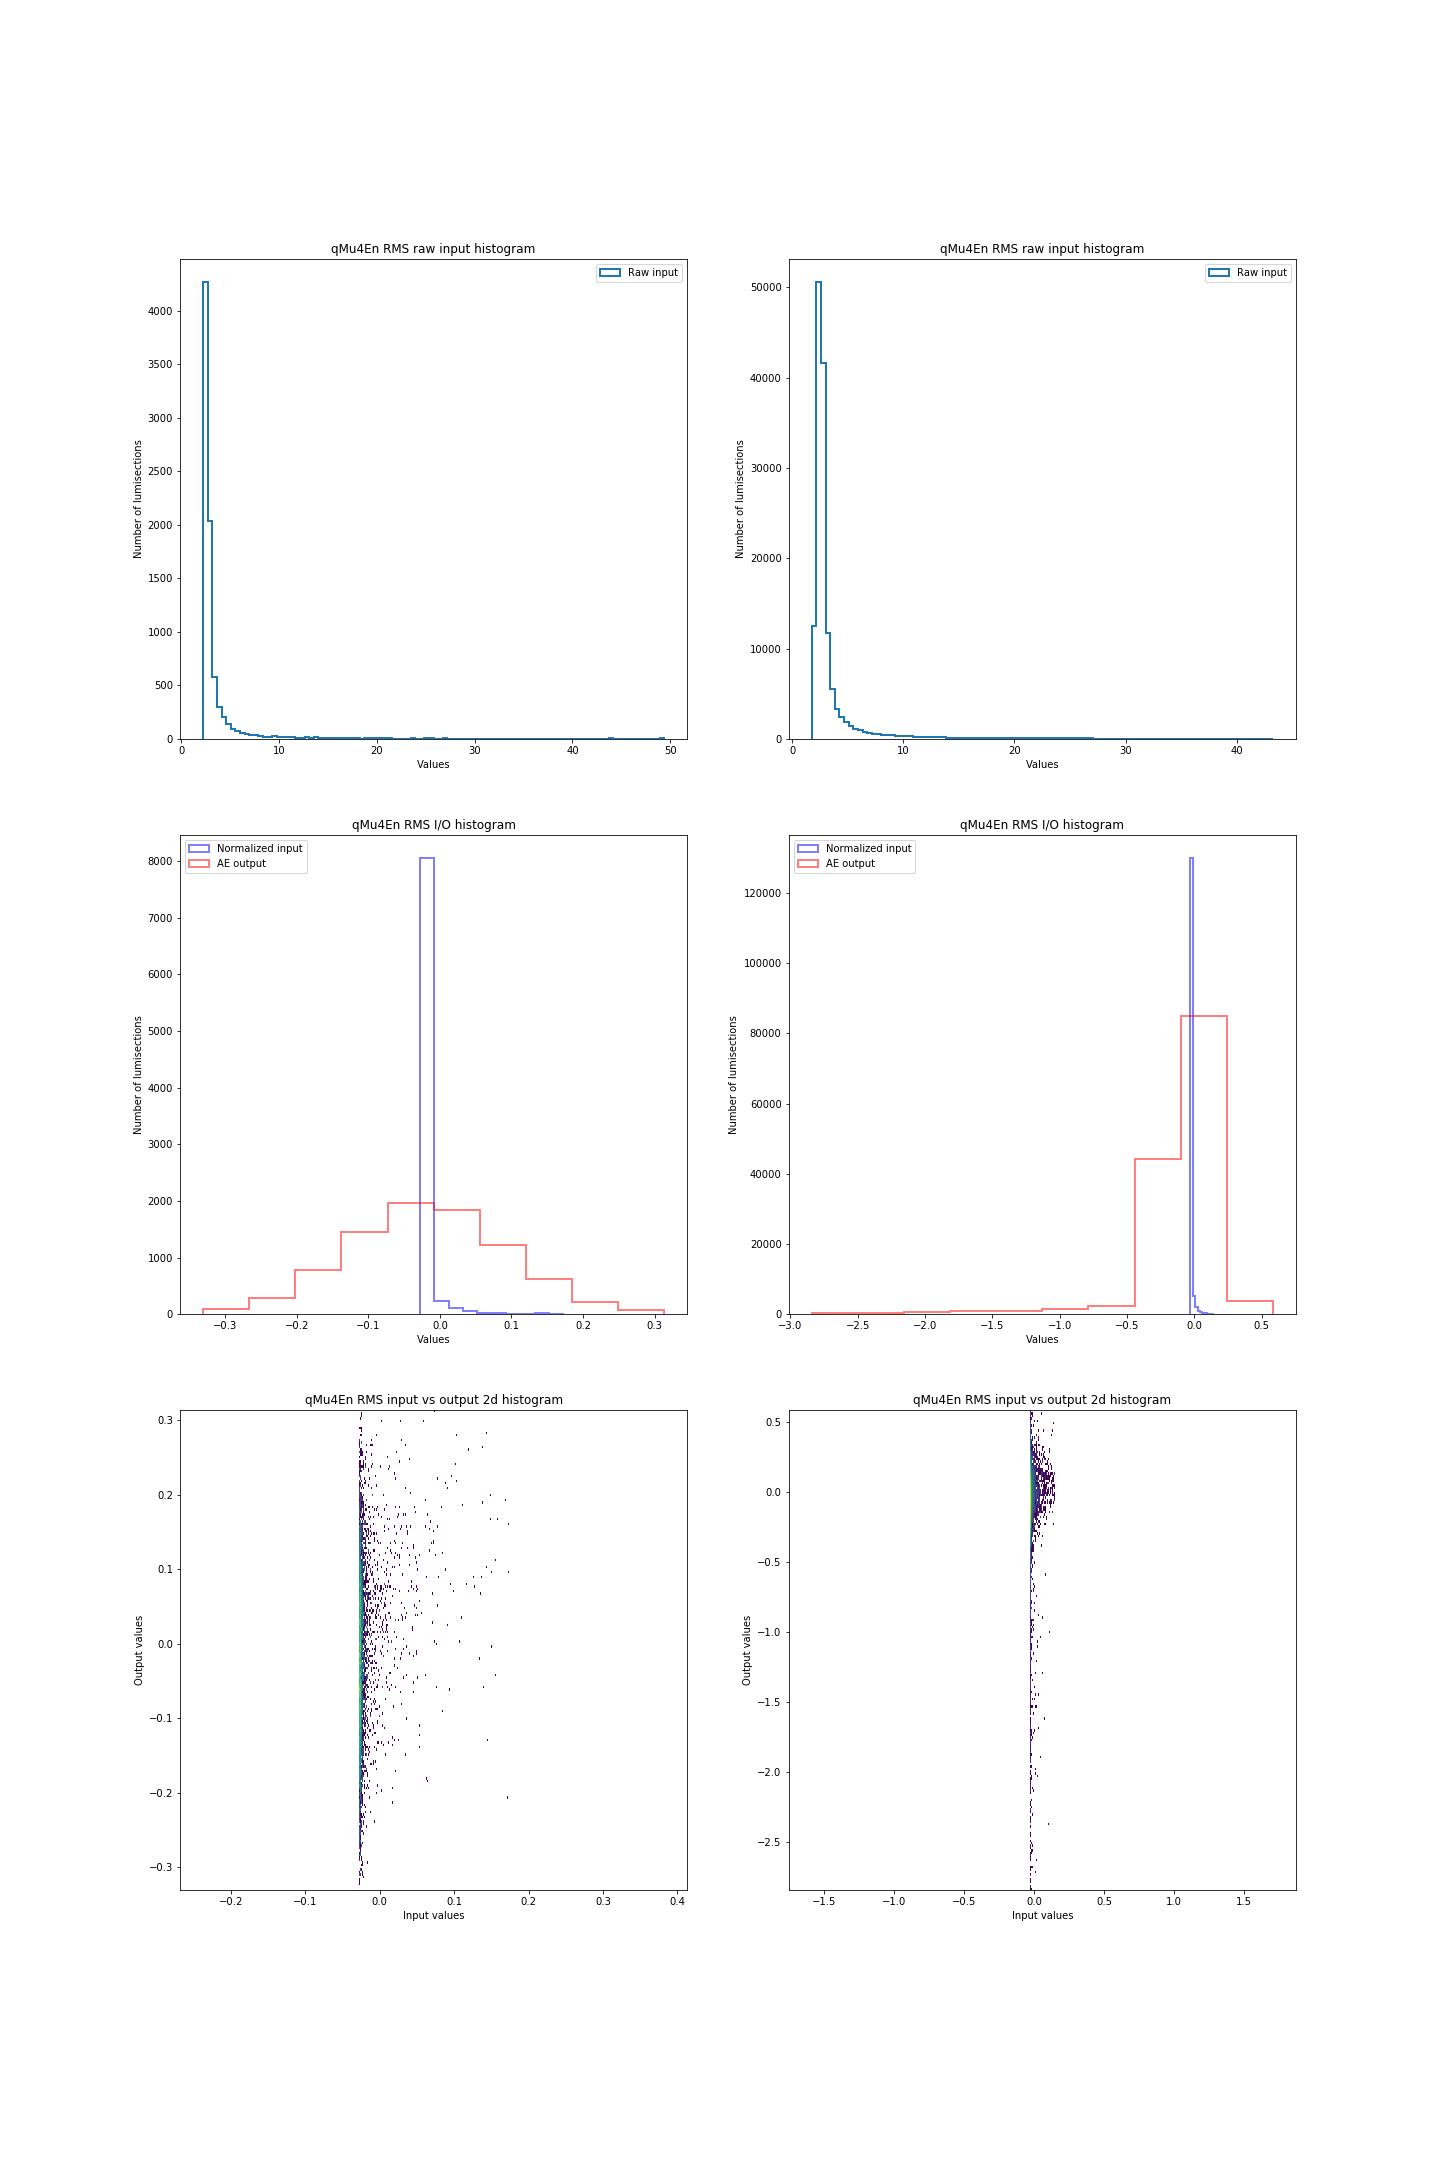 qMu4En RMS raw input histogram
Raw input
4000
3500
3000
2500
2000
1500
1000
500
0
Number of lumisections
0 10 20 30 40 50
Values
qMu4En RMS raw input histogram
Raw input
50000
40000
30000
20000
10000
0
Number of lumisections
0 10 20 30 40
Values
qMu4En RMS I/O histogram
Normalized input
AE output
8000
7000
6000
5000
4000
3000
2000
1000
0
Number of lumisections
−0.3 −0.2 −0.1 0.0 0.1 0.2 0.3
Values
qMu4En RMS I/O histogram
Normalized input
AE output
120000
100000
80000
60000
40000
20000
0
Number of lumisections
−3.0 −2.5 −2.0 −1.5 −1.0 −0.5 0.0 0.5
Values
qMu4En RMS input vs output 2d histogram
0.3
0.2
0.1
0.0
−0.1
−0.2
−0.3
Output values
−0.2 −0.1 0.0 0.1 0.2 0.3 0.4
Input values
qMu4En RMS input vs output 2d histogram
0.5
0.0
−0.5
−1.0
−1.5
−2.0
−2.5
Output values
−1.5 −1.0 −0.5 0.0 0.5 1.0 1.5
Input values